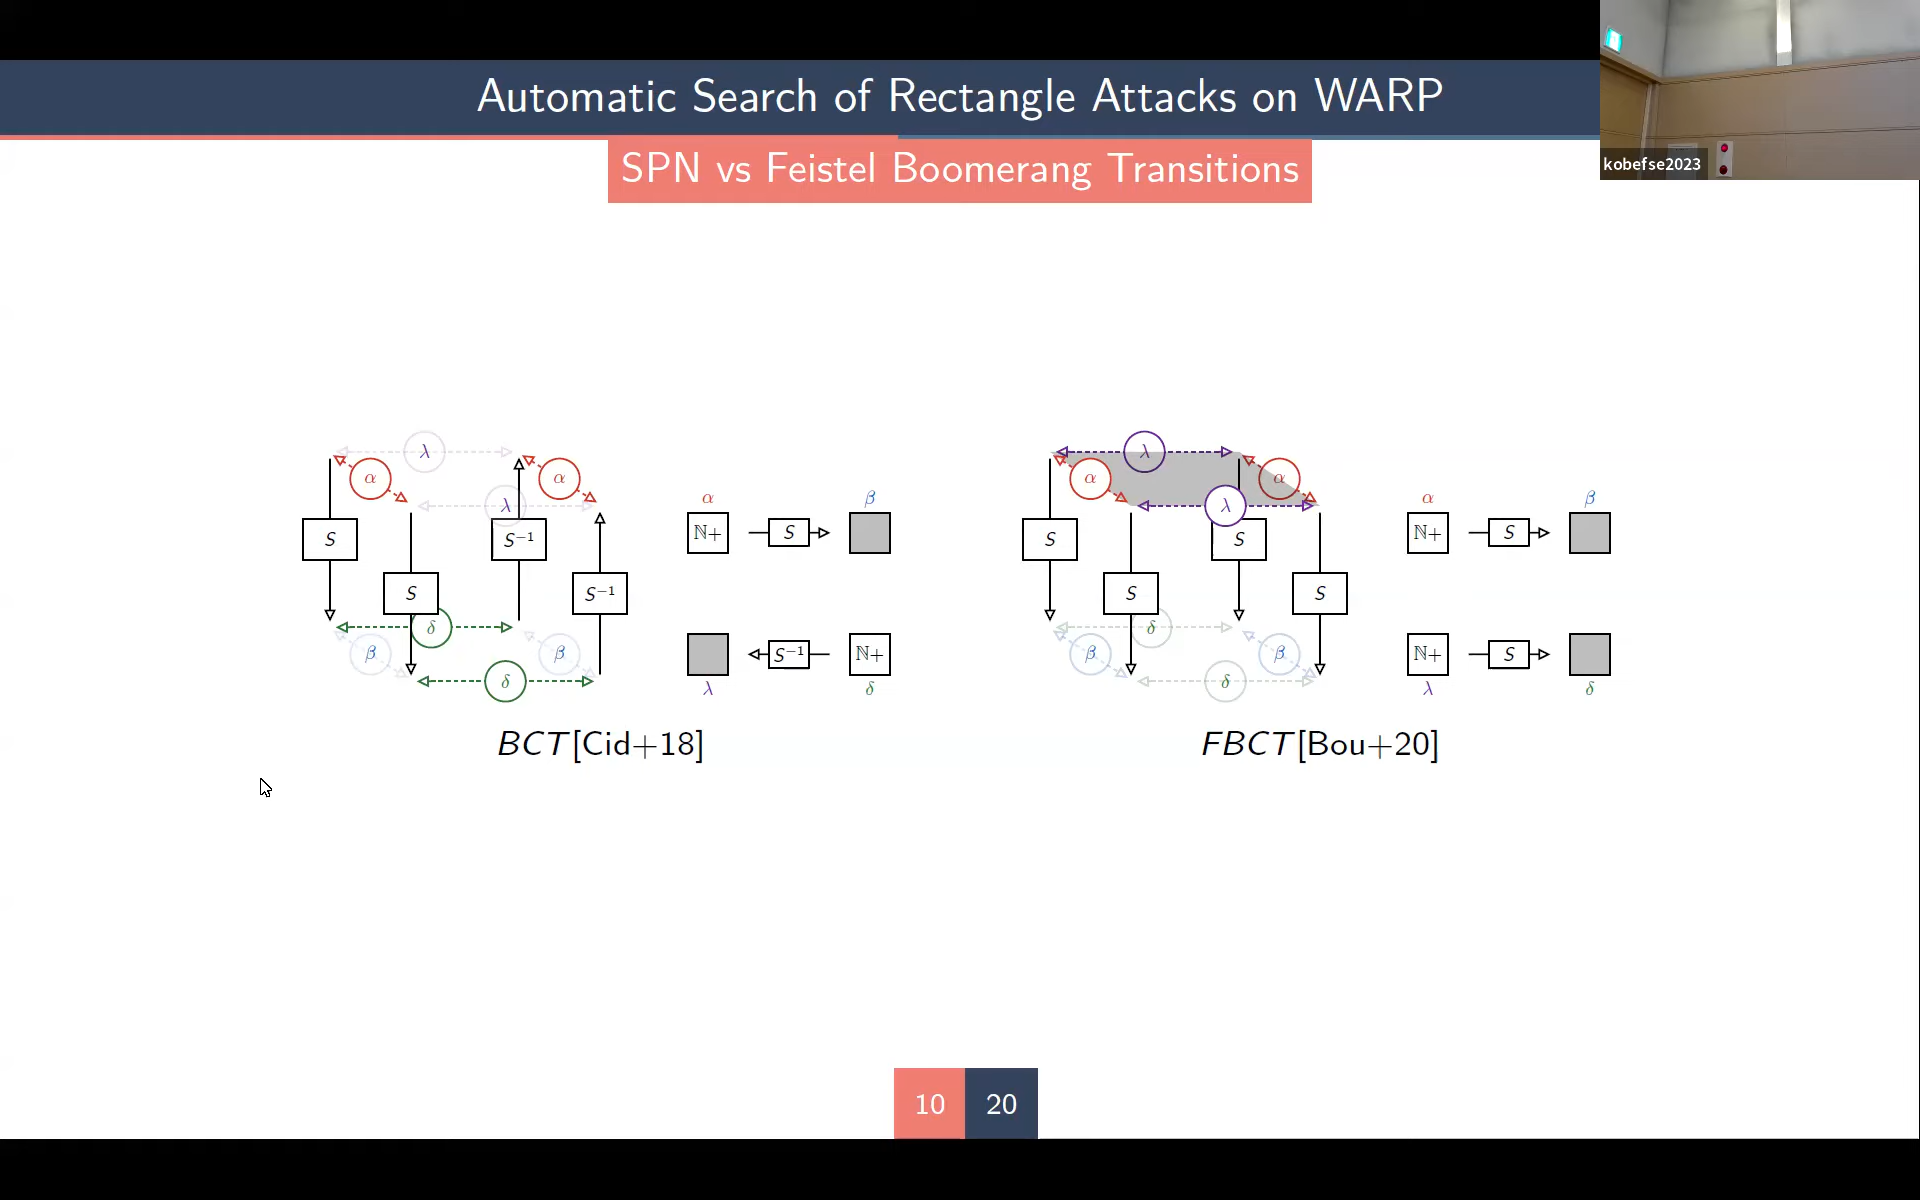 Automatic Search of Rectangle Attacks on WARP
SPN vs Feistel Boomerang Transitions
kobefse2023
λ
α α
λ
S S⁻¹
S S⁻¹
δ
β β
δ
α β
ℕ+ S
S⁻¹ ℕ+
λ δ
BCT[Cid+18]
λ
α α
λ
S S
S S
δ
β β
δ
α β
ℕ+ S
ℕ+ S
λ δ
FBCT[Bou+20]
10 20